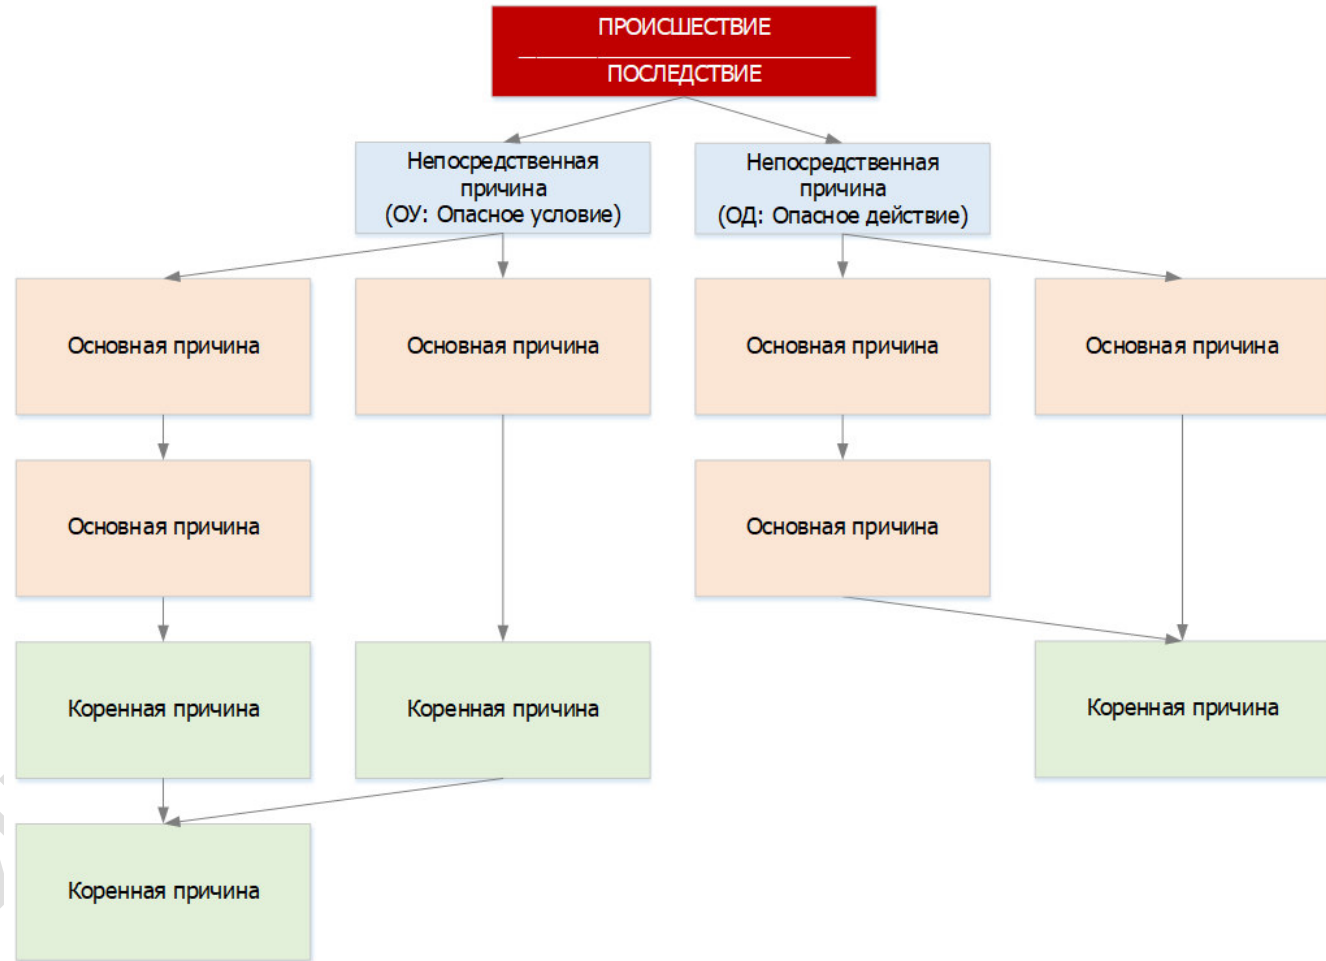 ПРОИСШЕСТВИЕ
ПОСЛЕДСТВИЕ
Непосредственная
причина
(ОУ: Опасное условие)
Непосредственная
причина
(ОД: Опасное действие)
Основная причина
Основная причина
Основная причина
Основная причина
Основная причина
Основная причина
Коренная причина
Коренная причина
Коренная причина
Коренная причина